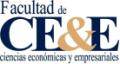 Facultad de
CE&E
ciencias económicas y empresariales